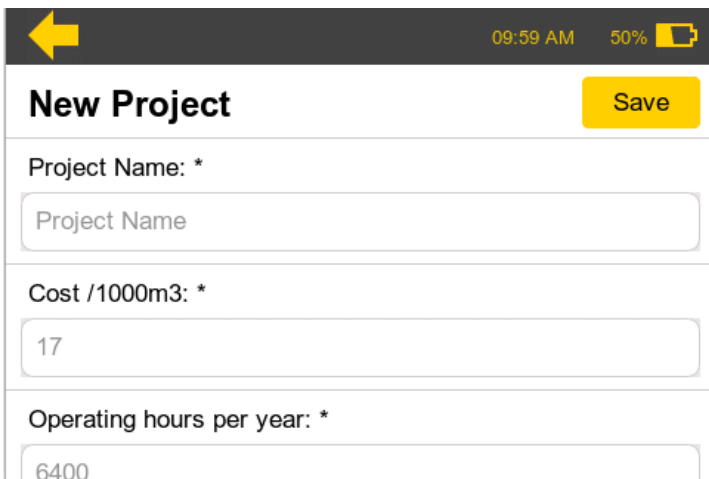 09:59 AM 50%
New Project Save
Project Name: *
Project Name
Cost /1000m3: *
17
Operating hours per year: *
6400